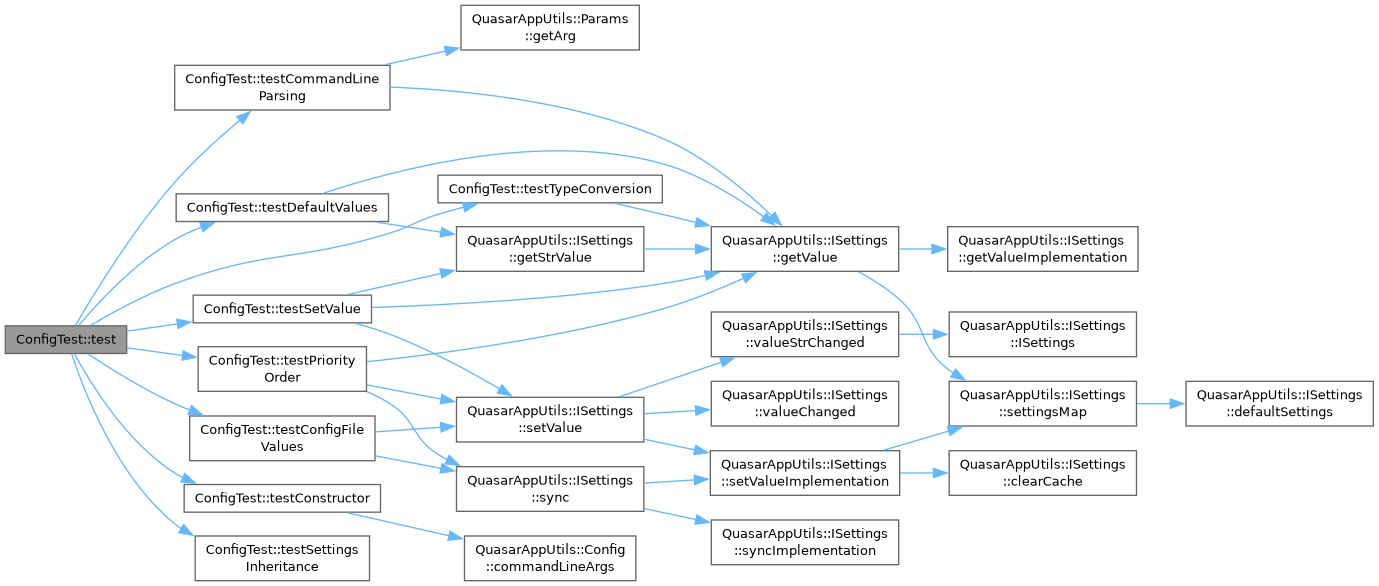 ConfigTest::test
ConfigTest::testCommandLine
Parsing
QuasarAppUtils::Params
::getArg
ConfigTest::testDefaultValues
ConfigTest::testTypeConversion
QuasarAppUtils::ISettings
::getStrValue
QuasarAppUtils::ISettings
::getValue
QuasarAppUtils::ISettings
::getValueImplementation
ConfigTest::testSetValue
ConfigTest::testPriority
Order
ConfigTest::testConfigFile
Values
QuasarAppUtils::ISettings
::setValue
QuasarAppUtils::ISettings
::valueStrChanged
QuasarAppUtils::ISettings
::ISettings
QuasarAppUtils::ISettings
::valueChanged
QuasarAppUtils::ISettings
::settingsMap
QuasarAppUtils::ISettings
::defaultSettings
QuasarAppUtils::ISettings
::setValueImplementation
QuasarAppUtils::ISettings
::clearCache
ConfigTest::testConstructor
QuasarAppUtils::ISettings
::sync
QuasarAppUtils::ISettings
::syncImplementation
ConfigTest::testSettings
Inheritance
QuasarAppUtils::Config
::commandLineArgs